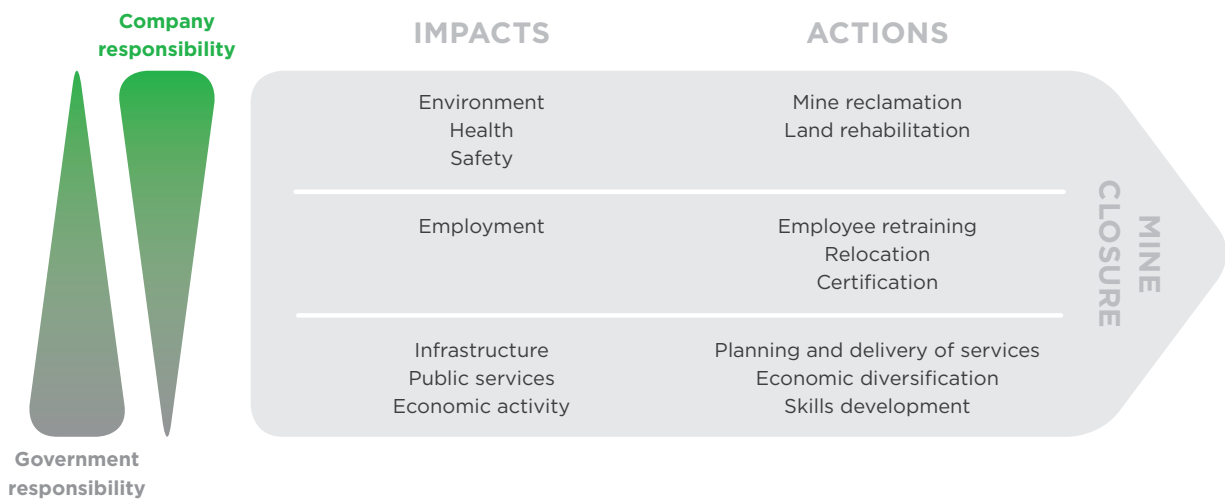 Company
responsibility
IMPACTS
ACTIONS
Environment
Health
Safety
Mine reclamation
Land rehabilitation
Employment
Employee retraining
Relocation
Certification
Infrastructure
Public services
Economic activity
Planning and delivery of services
Economic diversification
Skills development
MINE
CLOSURE
Government
responsibility